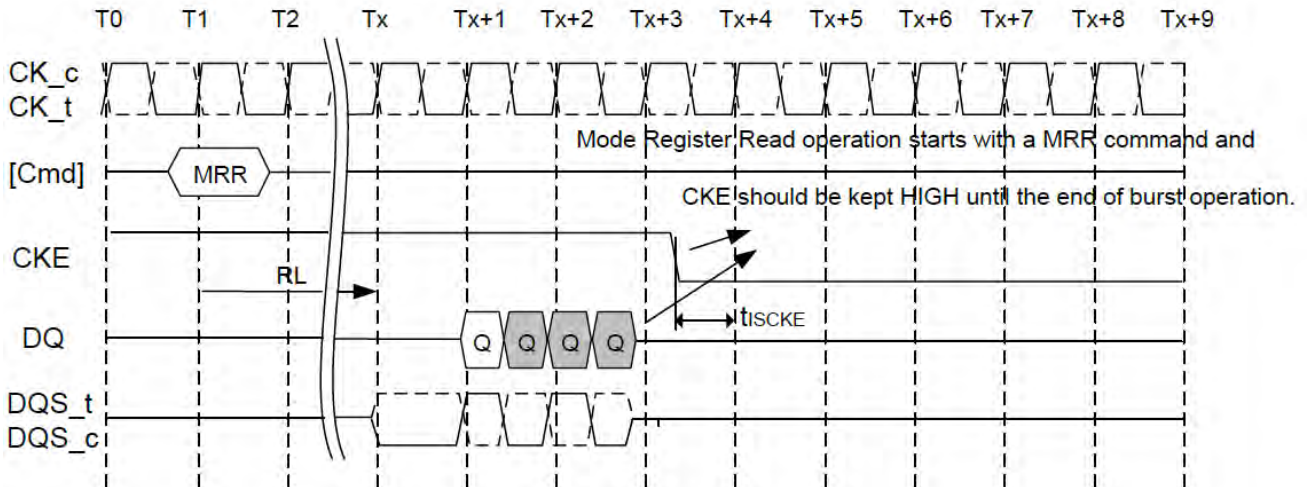 T0 T1 T2 Tx Tx+1 Tx+2 Tx+3 Tx+4 Tx+5 Tx+6 Tx+7 Tx+8 Tx+9
CK_c
CK_t
Mode Register Read operation starts with a MRR command and
[Cmd] MRR
CKE should be kept HIGH until the end of burst operation.
CKE
RL
tISCKE
DQ Q Q Q Q
DQS_t
DQS_c